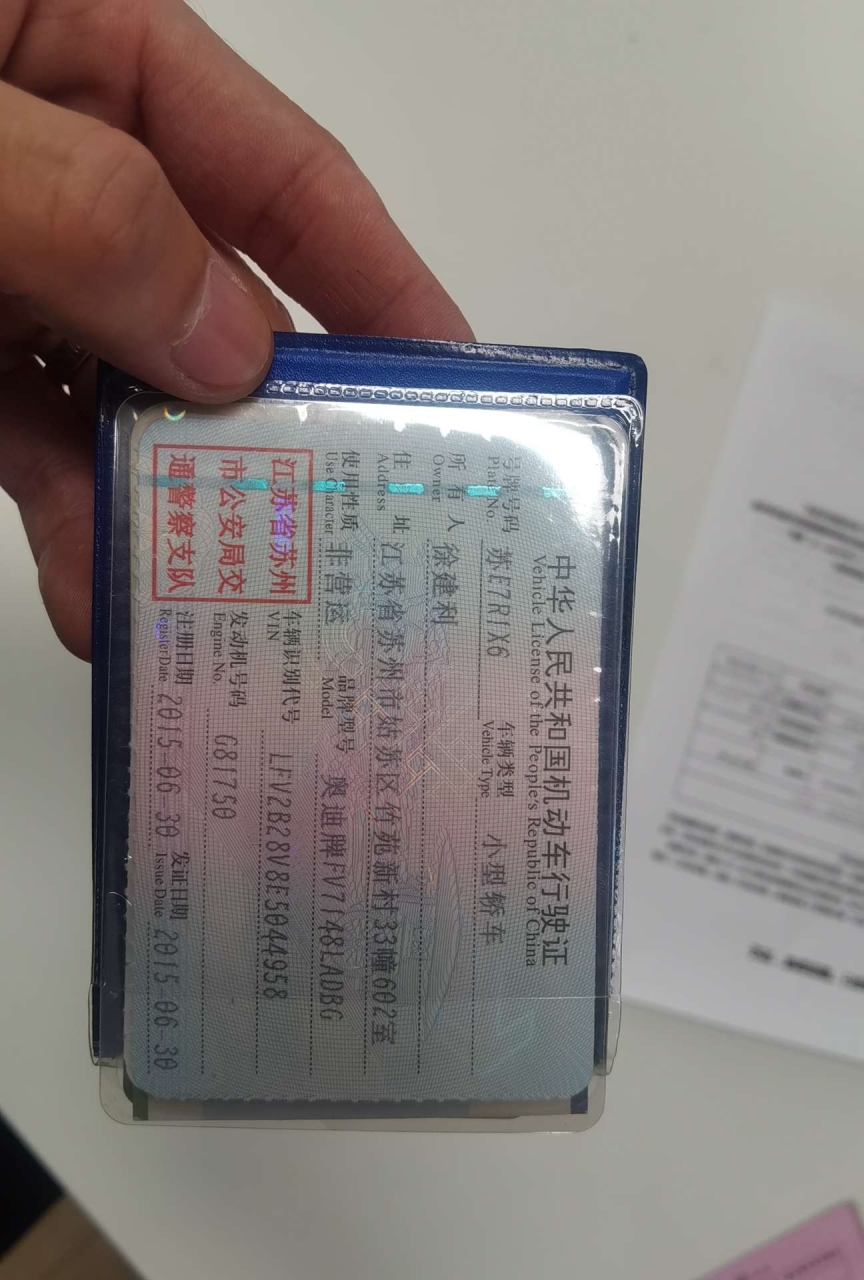 中华人民共和国机动车行驶证
Vehicle License of the People's Republic of China
号牌号码 苏E7R1X6 车辆类型 小型轿车
Plate No. Vehicle Type
所有人 徐建利
Owner
住址 江苏省苏州市姑苏区竹苑新村33幢602室
Address
使用性质 非营运 品牌型号 奥迪牌FV7148LADBG
Use Character Model
江苏省苏州
市公安局交
通警察支队
车辆识别代号 LFV2B28V8E5044958
VIN
发动机号码 G81750
Engine No.
注册日期 2015-06-30 发证日期 2015-06-30
Register Date Issue Date